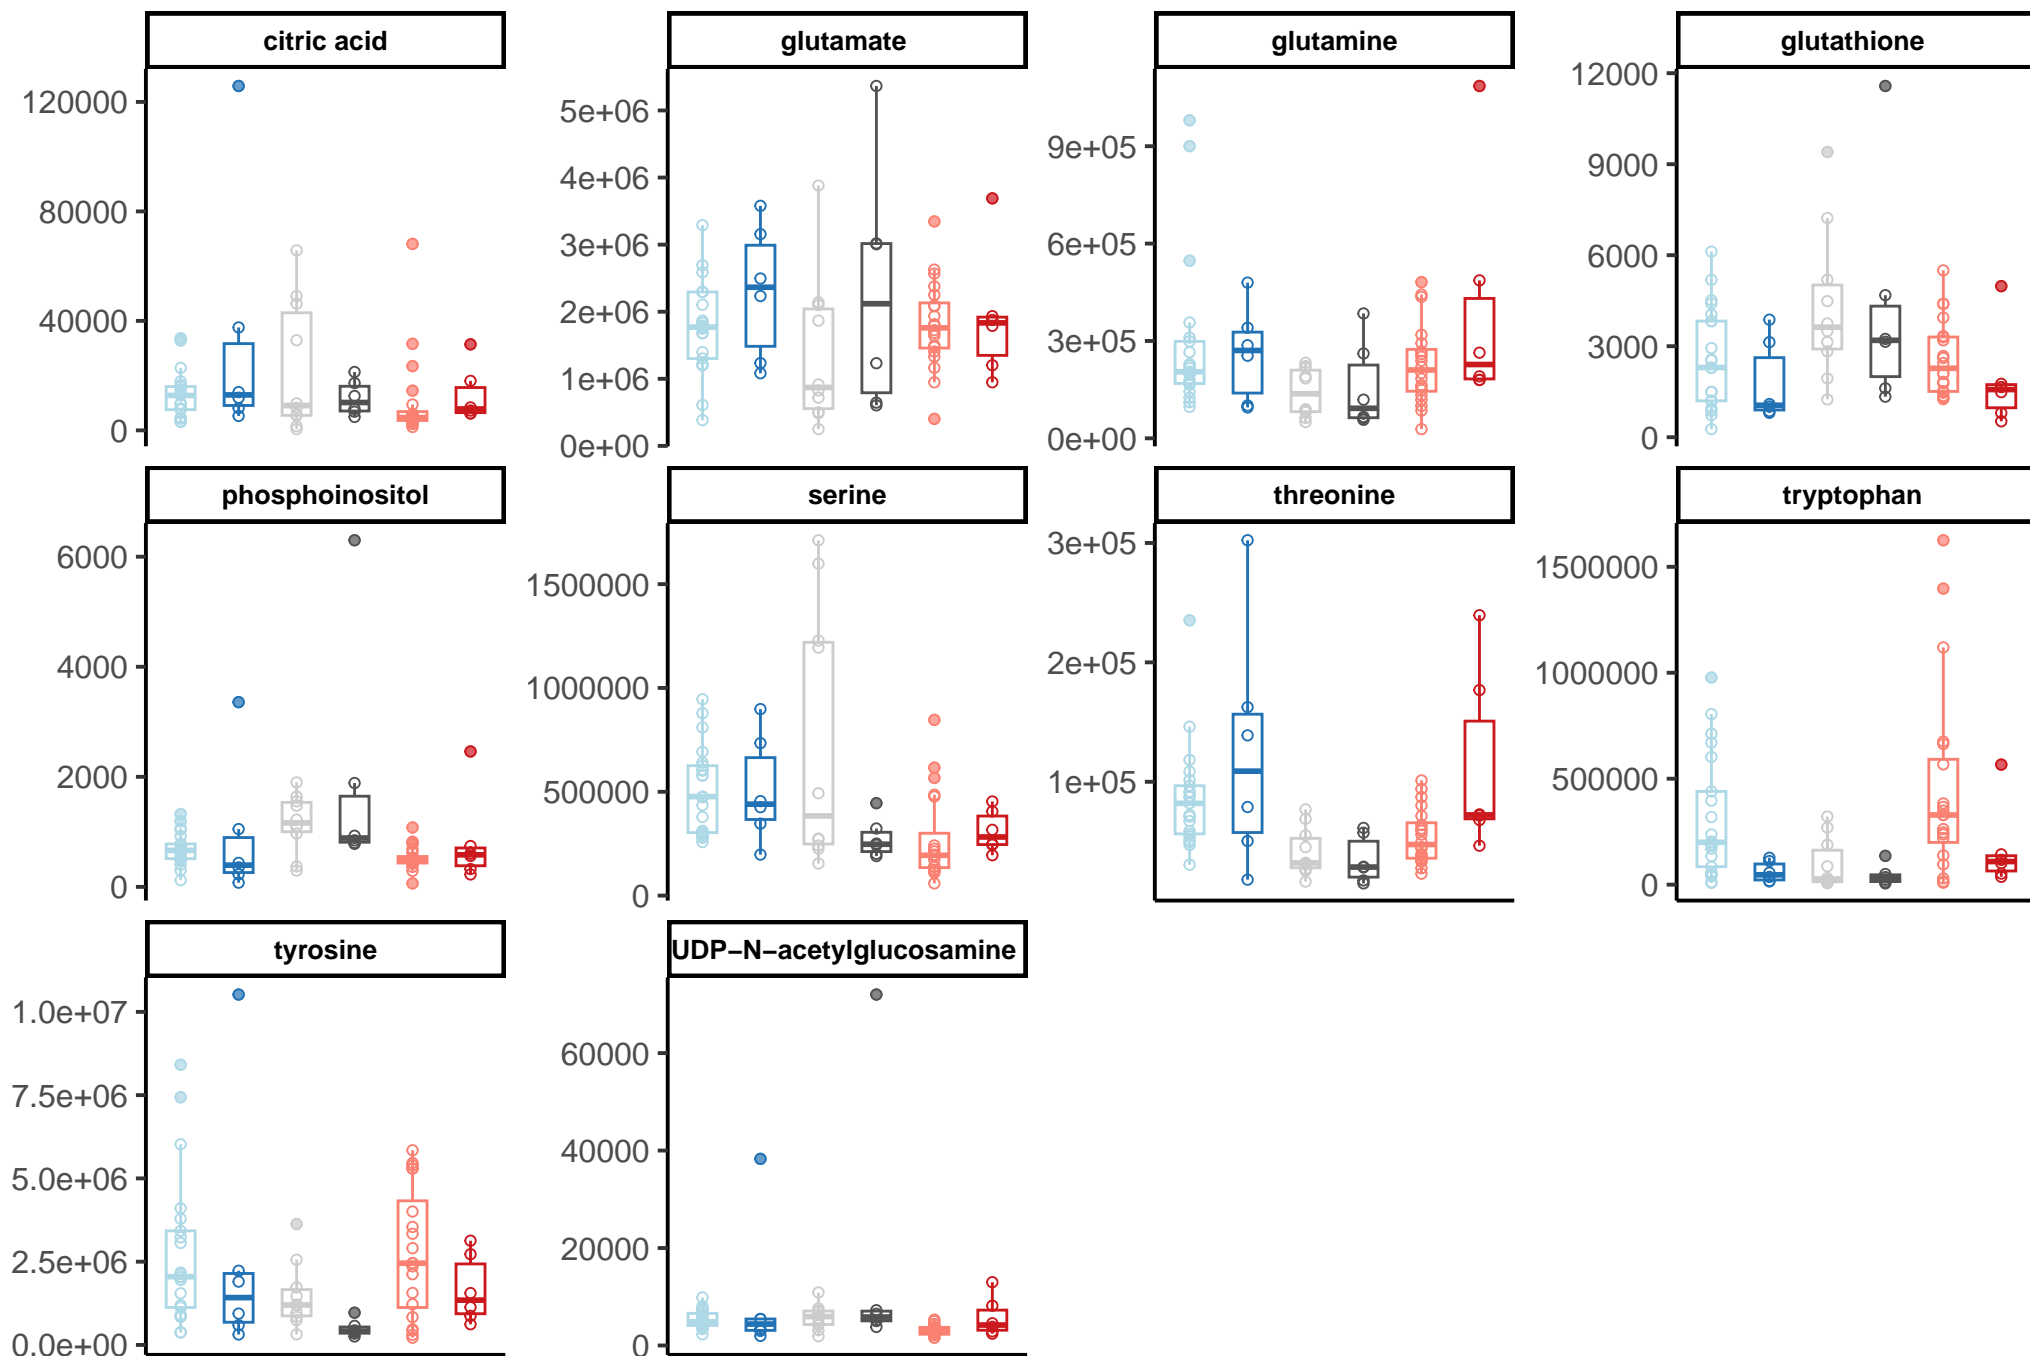 citric acid
glutamate
glutamine
glutathione
120000
80000
40000
0
5e+06
4e+06
3e+06
2e+06
1e+06
0e+00
9e+05
6e+05
3e+05
0e+00
12000
9000
6000
3000
0
phosphoinositol
serine
threonine
tryptophan
6000
4000
2000
0
1500000
1000000
500000
0
3e+05
2e+05
1e+05
1500000
1000000
500000
0
tyrosine
UDP−N−acetylglucosamine
1.0e+07
7.5e+06
5.0e+06
2.5e+06
0.0e+00
60000
40000
20000
0